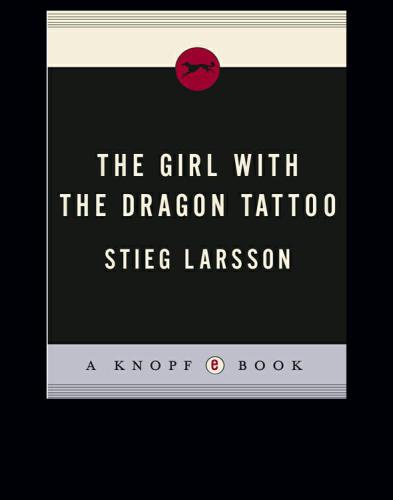 THE GIRL WITH
THE DRAGON TATTOO
STIEG LARSSON
A KNOPF e BOOK